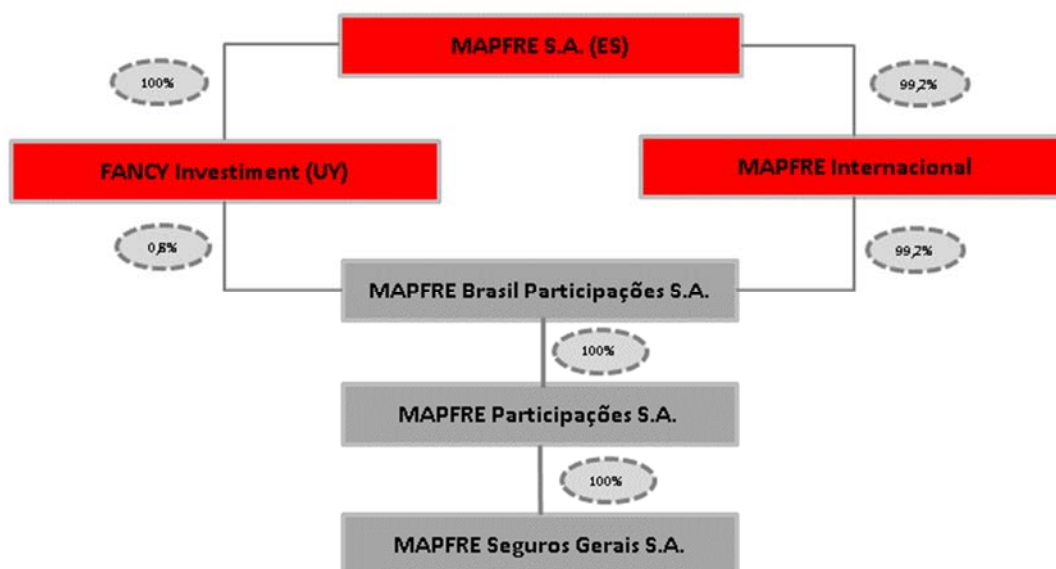 MAPFRE S.A. (ES)
100%
99,2%
FANCY Investiment (UY)
MAPFRE Internacional
0,8%
99,2%
MAPFRE Brasil Participações S.A.
100%
MAPFRE Participações S.A.
100%
MAPFRE Seguros Gerais S.A.